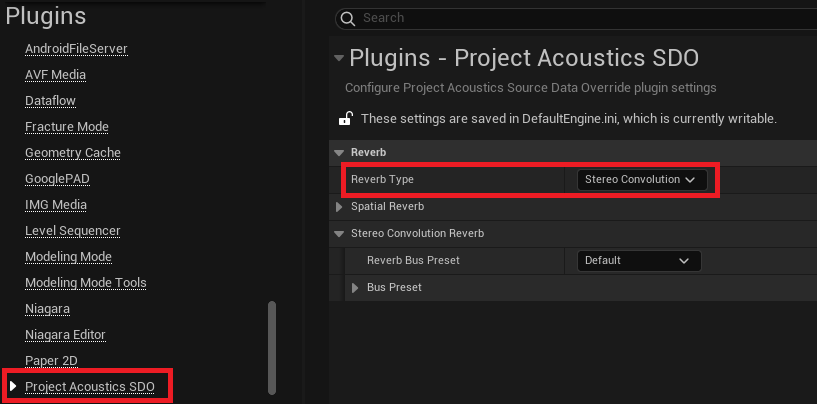 Plugins
AndroidFileServer
AVF Media
Dataflow
Fracture Mode
Geometry Cache
GooglePAD
IMG Media
Level Sequencer
Modeling Mode
Modeling Mode Tools
Niagara
Niagara Editor
Paper 2D
Project Acoustics SDO
Search
Plugins - Project Acoustics SDO
Configure Project Acoustics Source Data Override plugin settings
These settings are saved in DefaultEngine.ini, which is currently writable.
Reverb
Reverb Type Stereo Convolution
Spatial Reverb
Stereo Convolution Reverb
Reverb Bus Preset Default
Bus Preset